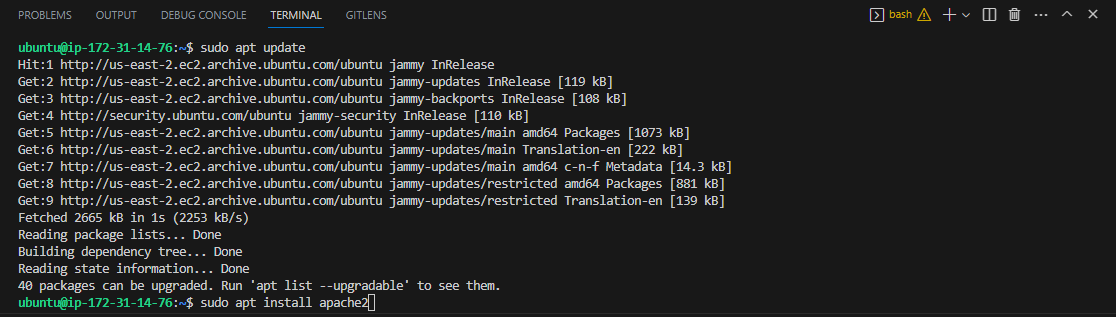 PROBLEMS OUTPUT DEBUG CONSOLE TERMINAL GITLENS bash
ubuntu@ip-172-31-14-76:~$ sudo apt update
Hit:1 http://us-east-2.ec2.archive.ubuntu.com/ubuntu jammy InRelease
Get:2 http://us-east-2.ec2.archive.ubuntu.com/ubuntu jammy-updates InRelease [119 kB]
Get:3 http://us-east-2.ec2.archive.ubuntu.com/ubuntu jammy-backports InRelease [108 kB]
Get:4 http://security.ubuntu.com/ubuntu jammy-security InRelease [110 kB]
Get:5 http://us-east-2.ec2.archive.ubuntu.com/ubuntu jammy-updates/main amd64 Packages [1073 kB]
Get:6 http://us-east-2.ec2.archive.ubuntu.com/ubuntu jammy-updates/main Translation-en [222 kB]
Get:7 http://us-east-2.ec2.archive.ubuntu.com/ubuntu jammy-updates/main amd64 c-n-f Metadata [14.3 kB]
Get:8 http://us-east-2.ec2.archive.ubuntu.com/ubuntu jammy-updates/restricted amd64 Packages [881 kB]
Get:9 http://us-east-2.ec2.archive.ubuntu.com/ubuntu jammy-updates/restricted Translation-en [139 kB]
Fetched 2665 kB in 1s (2253 kB/s)
Reading package lists... Done
Building dependency tree... Done
Reading state information... Done
40 packages can be upgraded. Run 'apt list --upgradable' to see them.
ubuntu@ip-172-31-14-76:~$ sudo apt install apache2